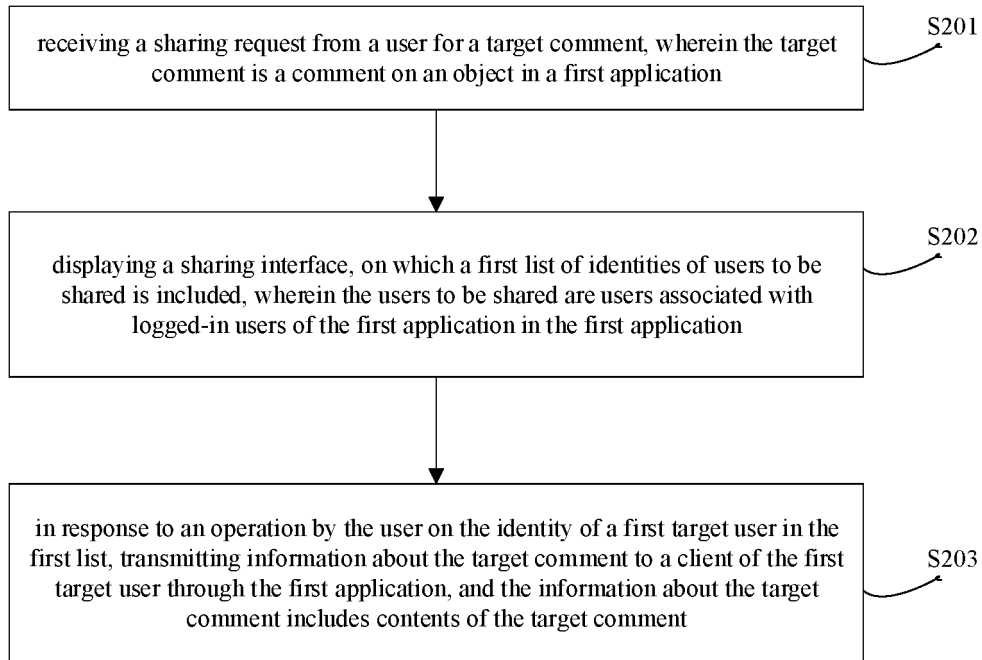 S201
receiving a sharing request from a user for a target comment, wherein the target
comment is a comment on an object in a first application
S202
displaying a sharing interface, on which a first list of identities of users to be
shared is included, wherein the users to be shared are users associated with
logged-in users of the first application in the first application
S203
in response to an operation by the user on the identity of a first target user in the
first list, transmitting information about the target comment to a client of the first
target user through the first application, and the information about the target
comment includes contents of the target comment